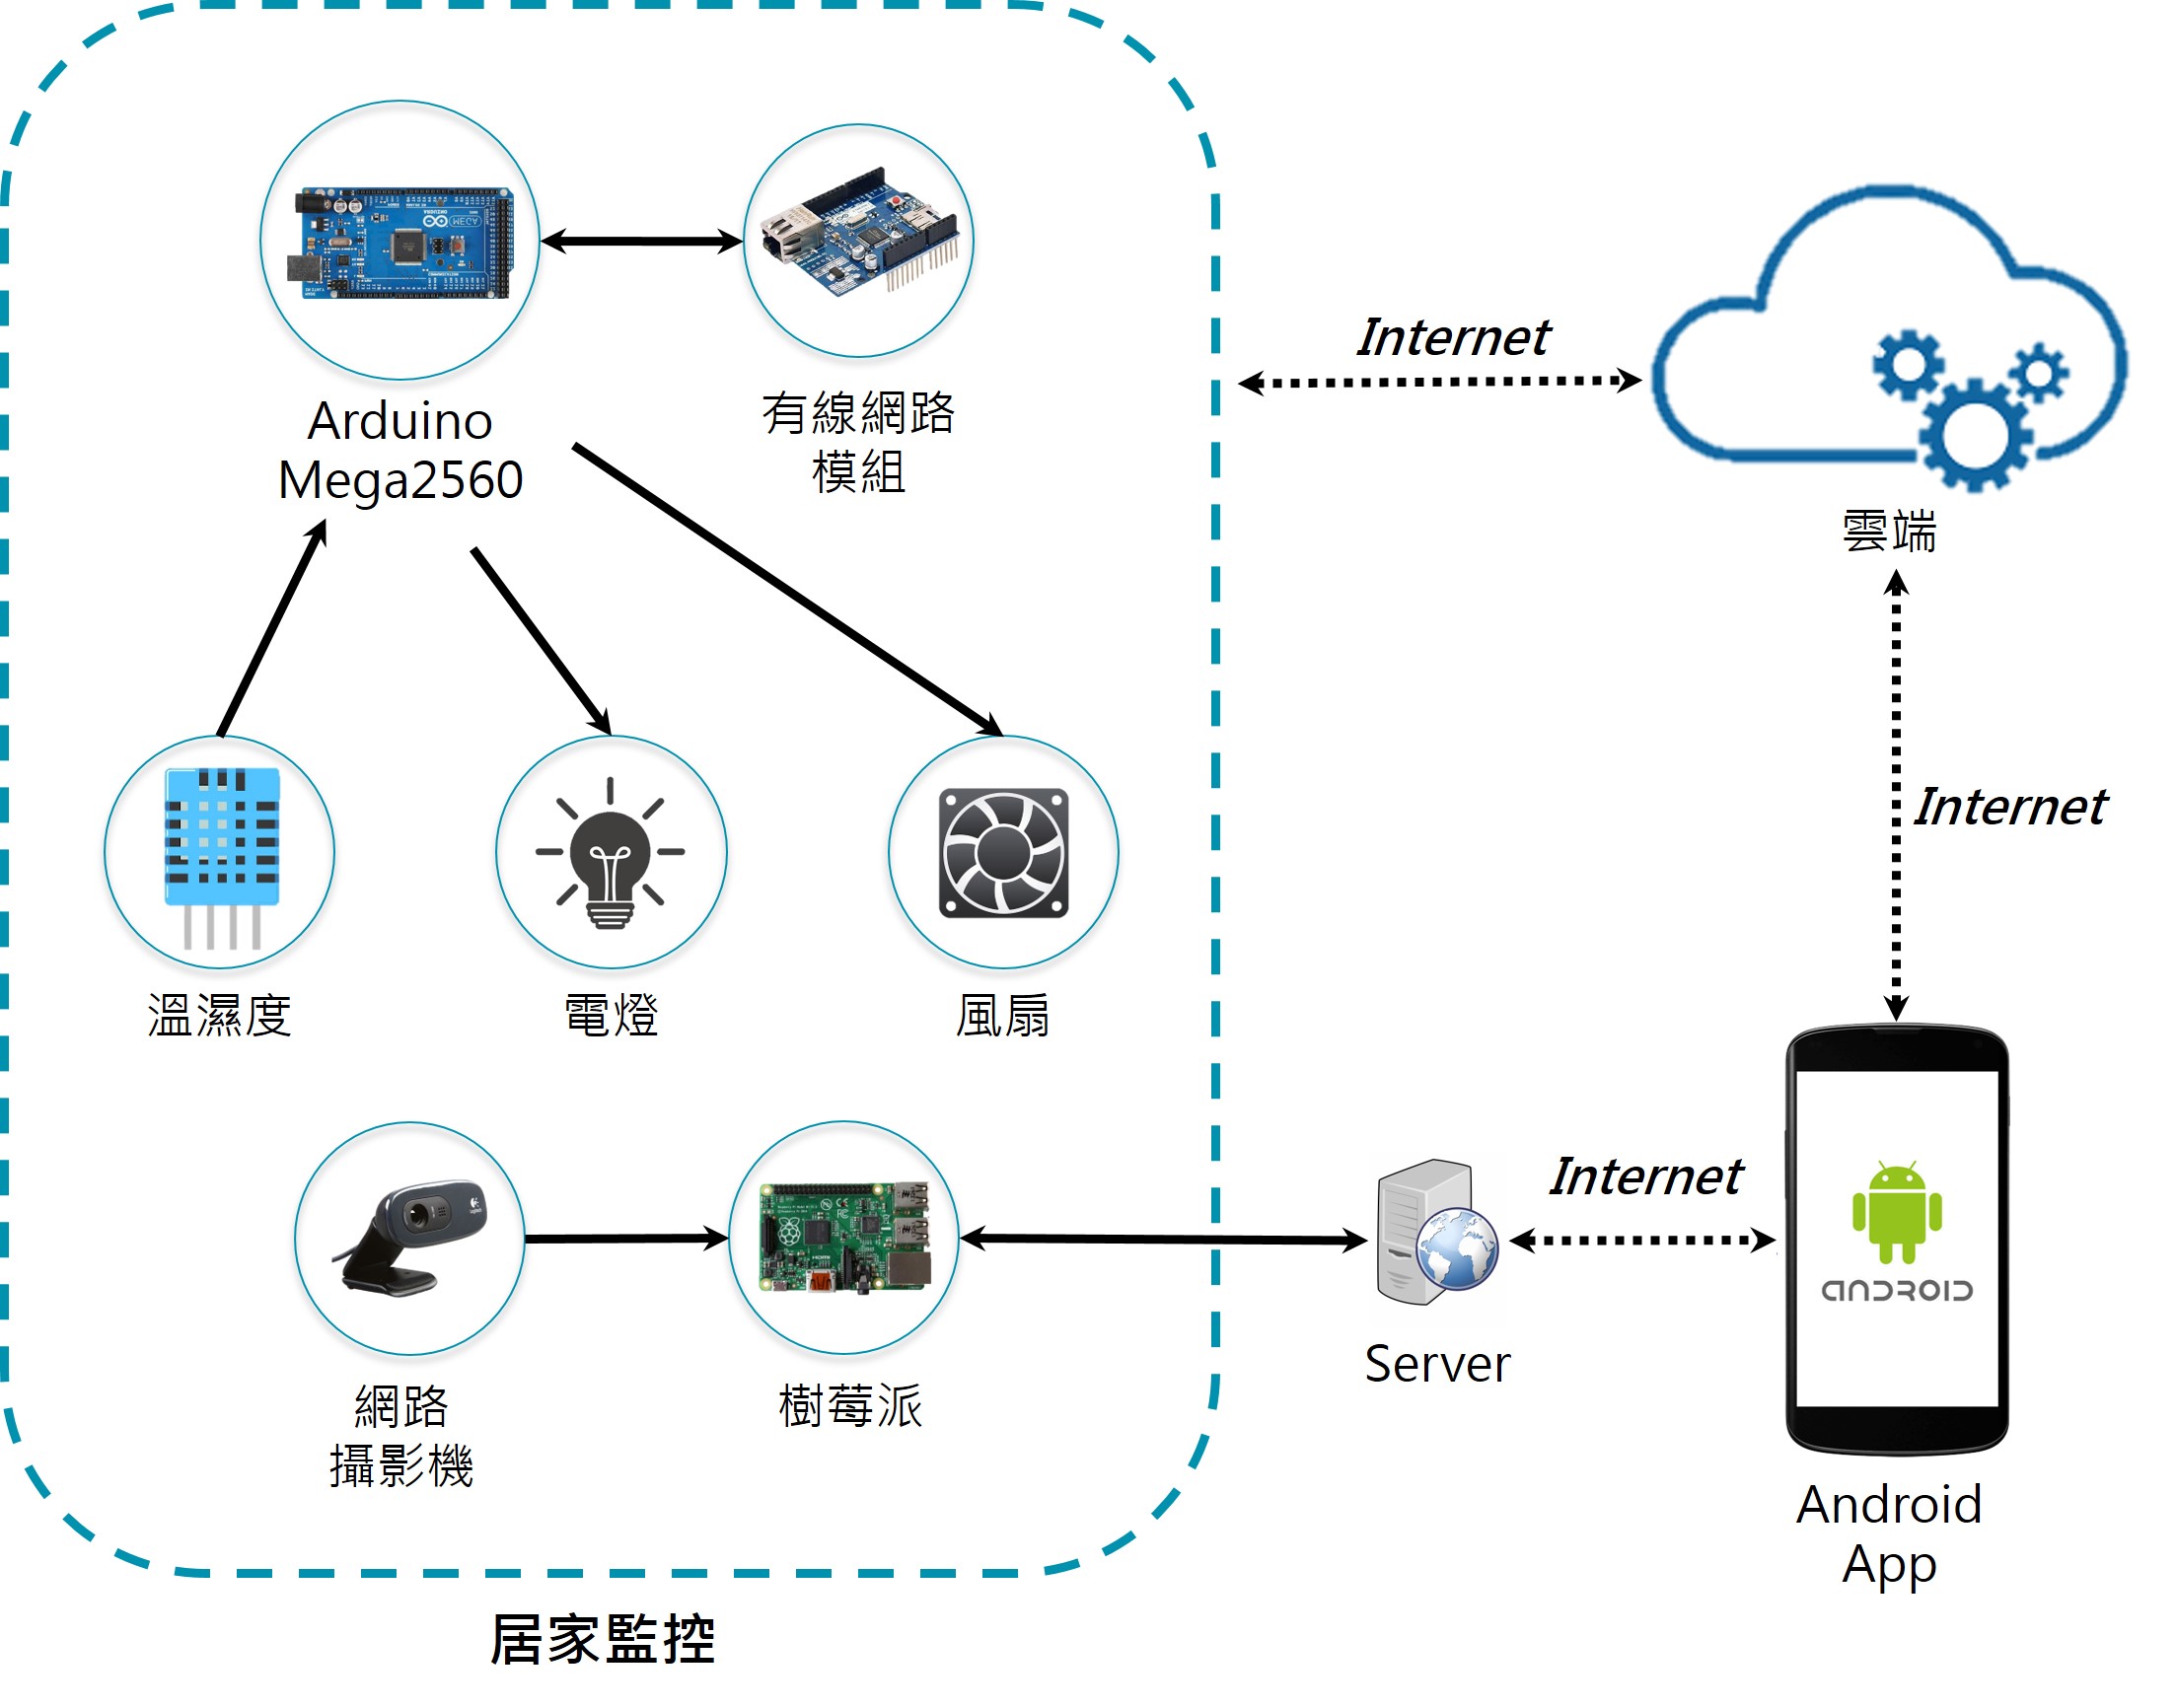 Arduino
Mega2560
有線網路
模組
Internet
雲端
Internet
溫濕度
電燈
風扇
網路
攝影機
樹莓派
Server
Internet
ANDROID
Android
App
居家監控